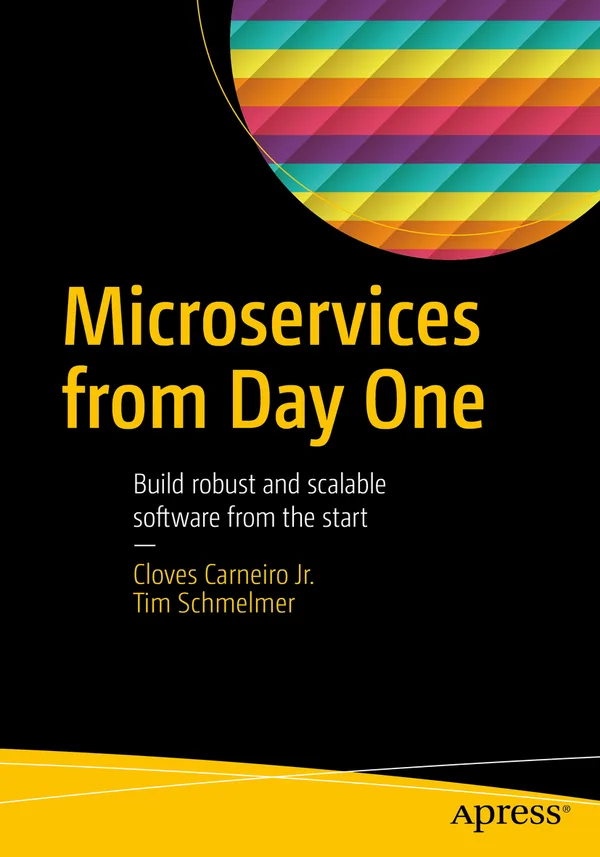 Microservices
from Day One
Build robust and scalable
software from the start
—
Cloves Carneiro Jr.
Tim Schmelmer
Apress®